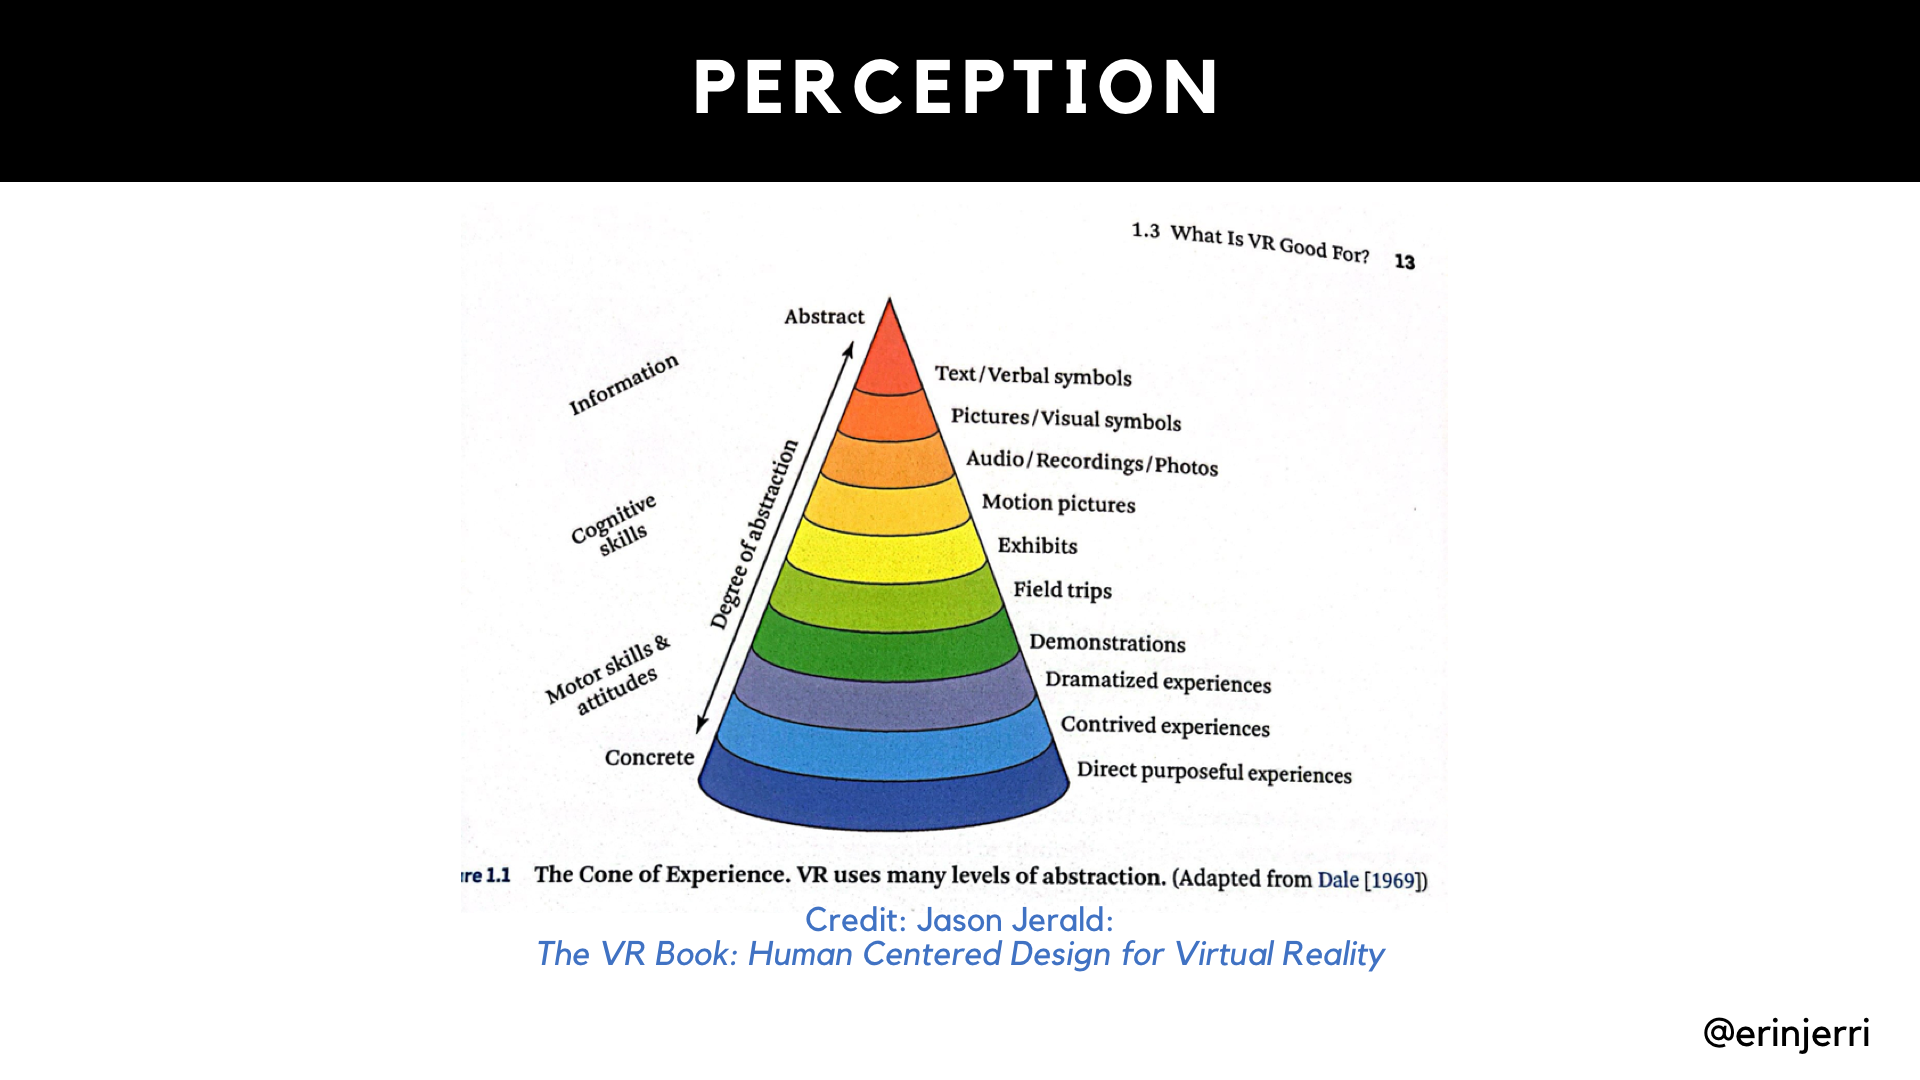 PERCEPTION
1.3 What Is VR Good For? 13
Abstract
Information
Cognitive
skills
Motor skills &
attitudes
Degree of abstraction
Concrete
Text/Verbal symbols
Pictures/Visual symbols
Audio/Recordings/Photos
Motion pictures
Exhibits
Field trips
Demonstrations
Dramatized experiences
Contrived experiences
Direct purposeful experiences
re 1.1 The Cone of Experience. VR uses many levels of abstraction. (Adapted from Dale [1969])
Credit: Jason Jerald:
The VR Book: Human Centered Design for Virtual Reality
@erinjerri